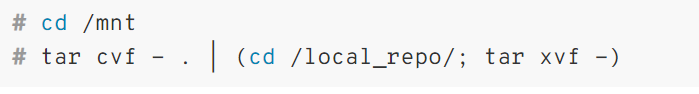 # cd /mnt
# tar cvf - . | (cd /local_repo/; tar xvf -)